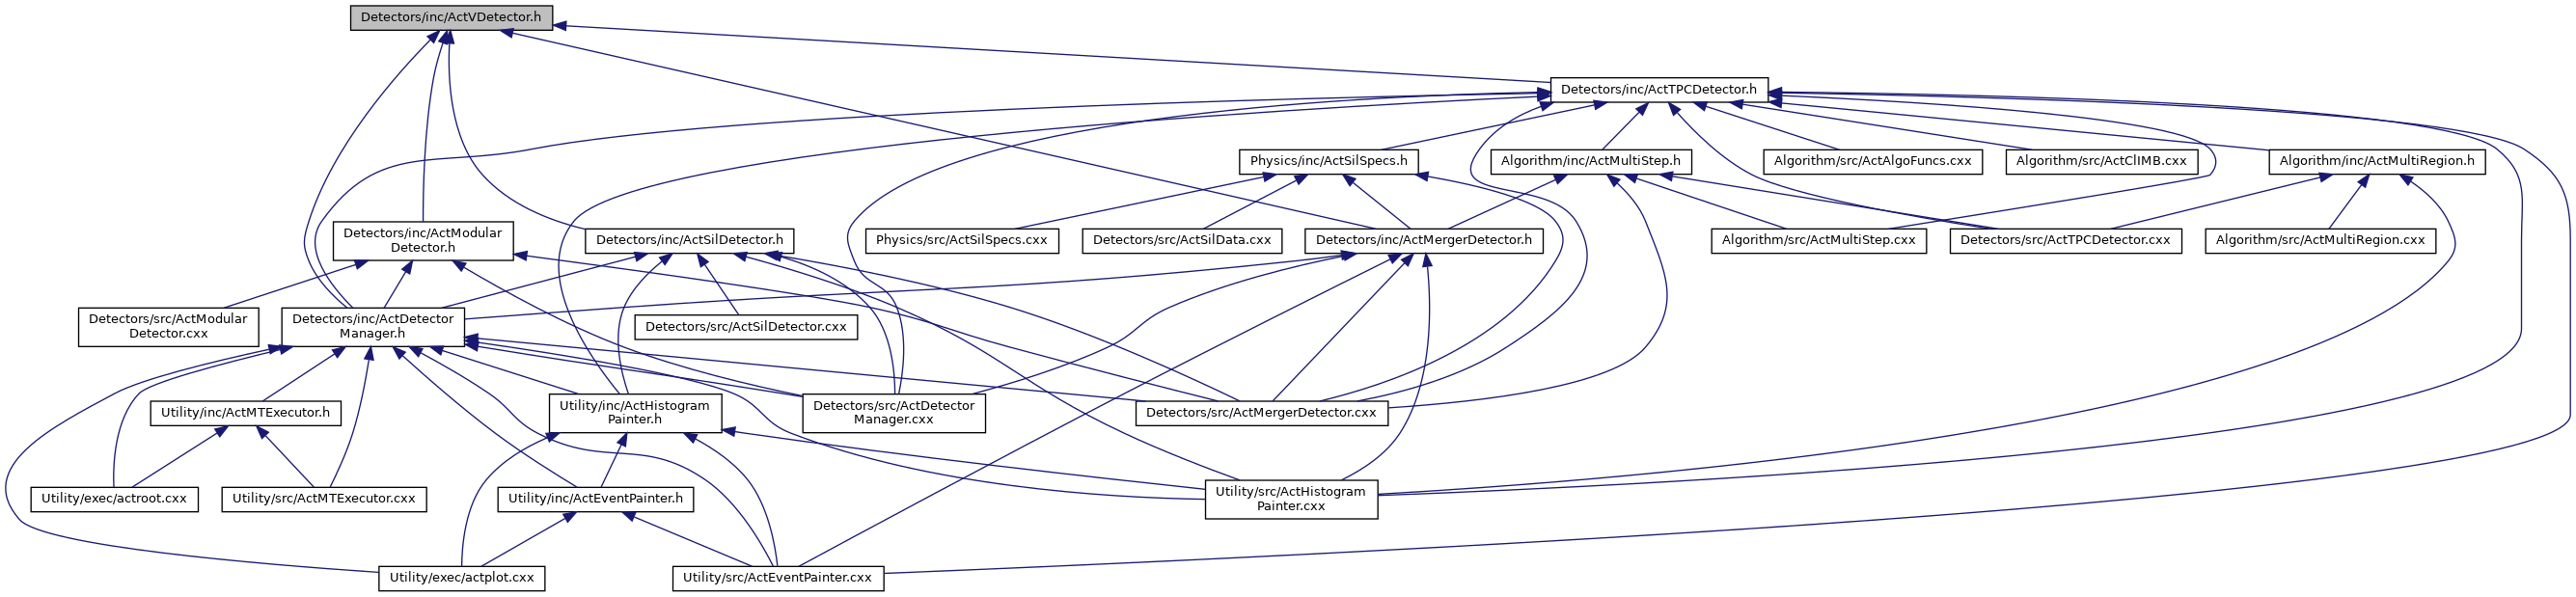 Detectors/inc/ActVDetector.h
Detectors/inc/ActTPCDetector.h
Physics/inc/ActSilSpecs.h
Algorithm/inc/ActMultiStep.h
Algorithm/src/ActAlgoFuncs.cxx
Algorithm/src/ActClIMB.cxx
Algorithm/inc/ActMultiRegion.h
Detectors/inc/ActModular
Detector.h
Detectors/inc/ActSilDetector.h
Physics/src/ActSilSpecs.cxx
Detectors/src/ActSilData.cxx
Detectors/inc/ActMergerDetector.h
Algorithm/src/ActMultiStep.cxx
Detectors/src/ActTPCDetector.cxx
Algorithm/src/ActMultiRegion.cxx
Detectors/src/ActModular
Detector.cxx
Detectors/inc/ActDetector
Manager.h
Detectors/src/ActSilDetector.cxx
Utility/inc/ActMTExecutor.h
Utility/inc/ActHistogram
Painter.h
Detectors/src/ActDetector
Manager.cxx
Detectors/src/ActMergerDetector.cxx
Utility/exec/actroot.cxx
Utility/src/ActMTExecutor.cxx
Utility/inc/ActEventPainter.h
Utility/src/ActHistogram
Painter.cxx
Utility/exec/actplot.cxx
Utility/src/ActEventPainter.cxx